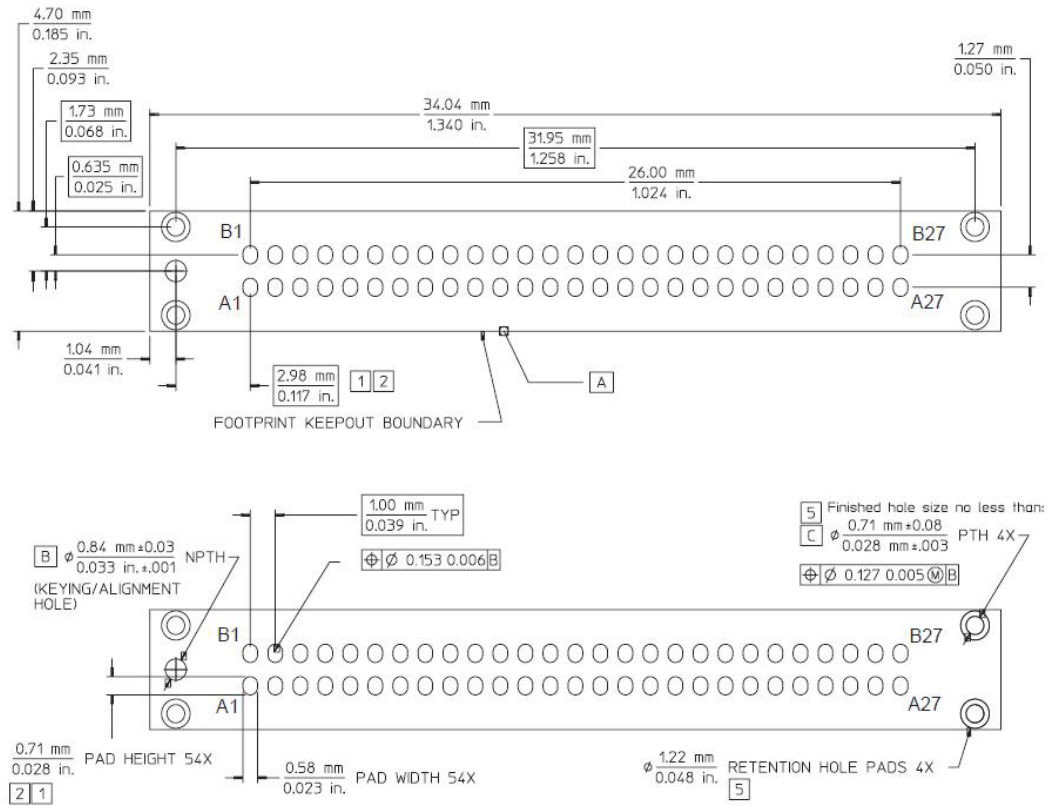 4.70 mm
0.185 in.
2.35 mm
0.093 in.
1.73 mm
0.068 in.
0.635 mm
0.025 in.
34.04 mm
1.340 in.
31.95 mm
1.258 in.
26.00 mm
1.024 in.
1.27 mm
0.050 in.
B1
B27
A1
A27
1.04 mm
0.041 in.
2.98 mm
0.117 in.
1 2
A
FOOTPRINT KEEPOUT BOUNDARY
1.00 mm
0.039 in.
TYP
⌖ Ø 0.153 0.006 B
B ø 0.84 mm±0.03
0.033 in.±.001
NPTH
(KEYING/ALIGNMENT
HOLE)
5 Finished hole size no less than:
C ø 0.71 mm±0.08
0.028 mm±.003
PTH 4X
⌖ Ø 0.127 0.005 Ⓜ B
B1
B27
A1
A27
0.71 mm
0.028 in.
PAD HEIGHT 54X
2 1
0.58 mm
0.023 in.
PAD WIDTH 54X
ø 1.22 mm
0.048 in.
RETENTION HOLE PADS 4X
5